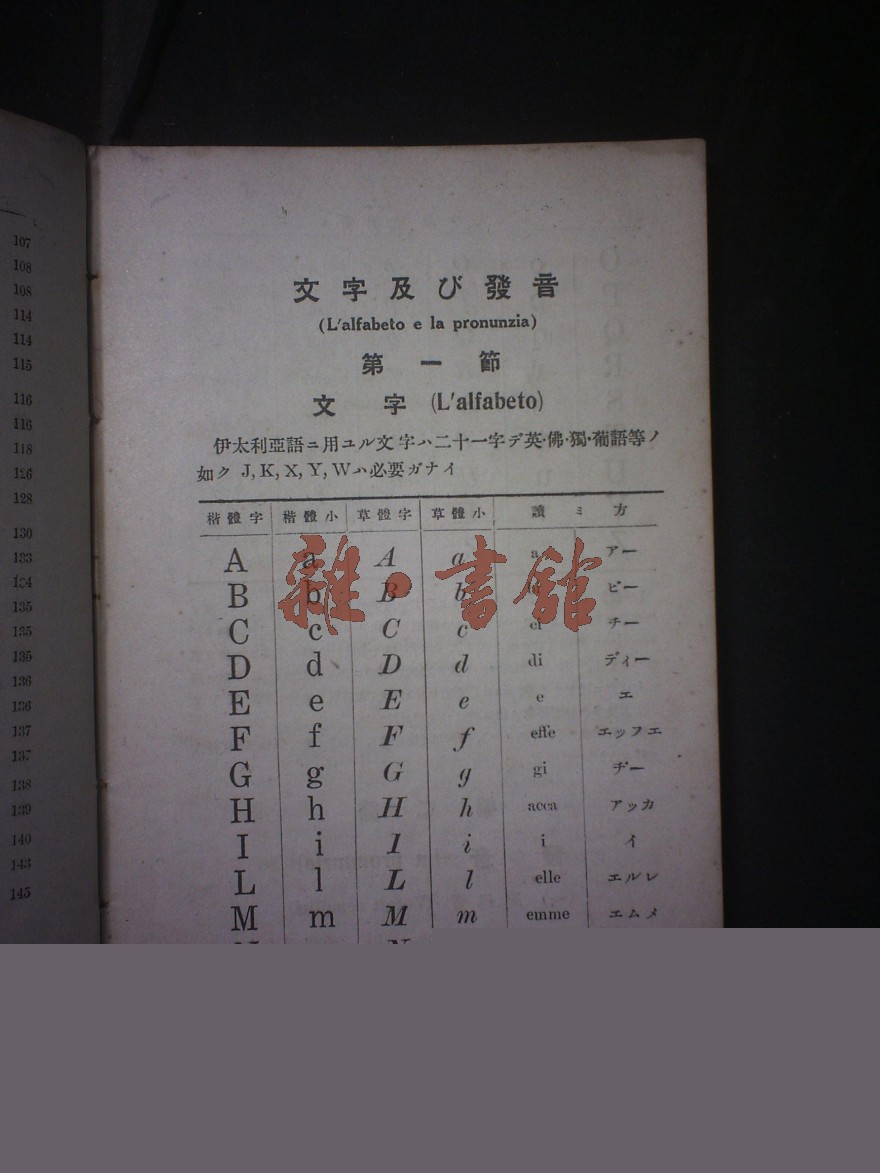 107
108
108
114
114
115
116
116
118
126
128
130
133
134
135
135
135
136
136
137
137
138
139
140
143
145
文字及び發音
(L'alfabeto e la pronunzia)
第一節
文字 (L'alfabeto)
伊太利亞語ニ用ユル文字ハ二十一字デ英·佛·獨·葡語等ノ
如ク J, K, X, Y, W ハ必要ガナイ
楷體字 楷體小 草體字 草體小 讀ミ方
A a A a a アー
B b B b ビー
C c C c ci チー
D d D d di ディー
E e E e e エ
F f F f effe エッフエ
G g G g gi ヂー
H h H h acca アッカ
I i I i i イ
L l L l elle エルレ
M m M m emme エムメ
雜·書館